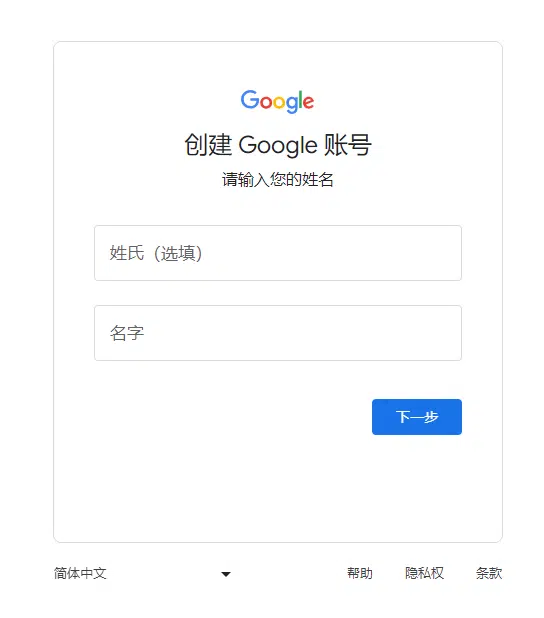 Google
创建 Google 账号
请输入您的姓名
姓氏（选填）
名字
下一步
简体中文 帮助 隐私权 条款